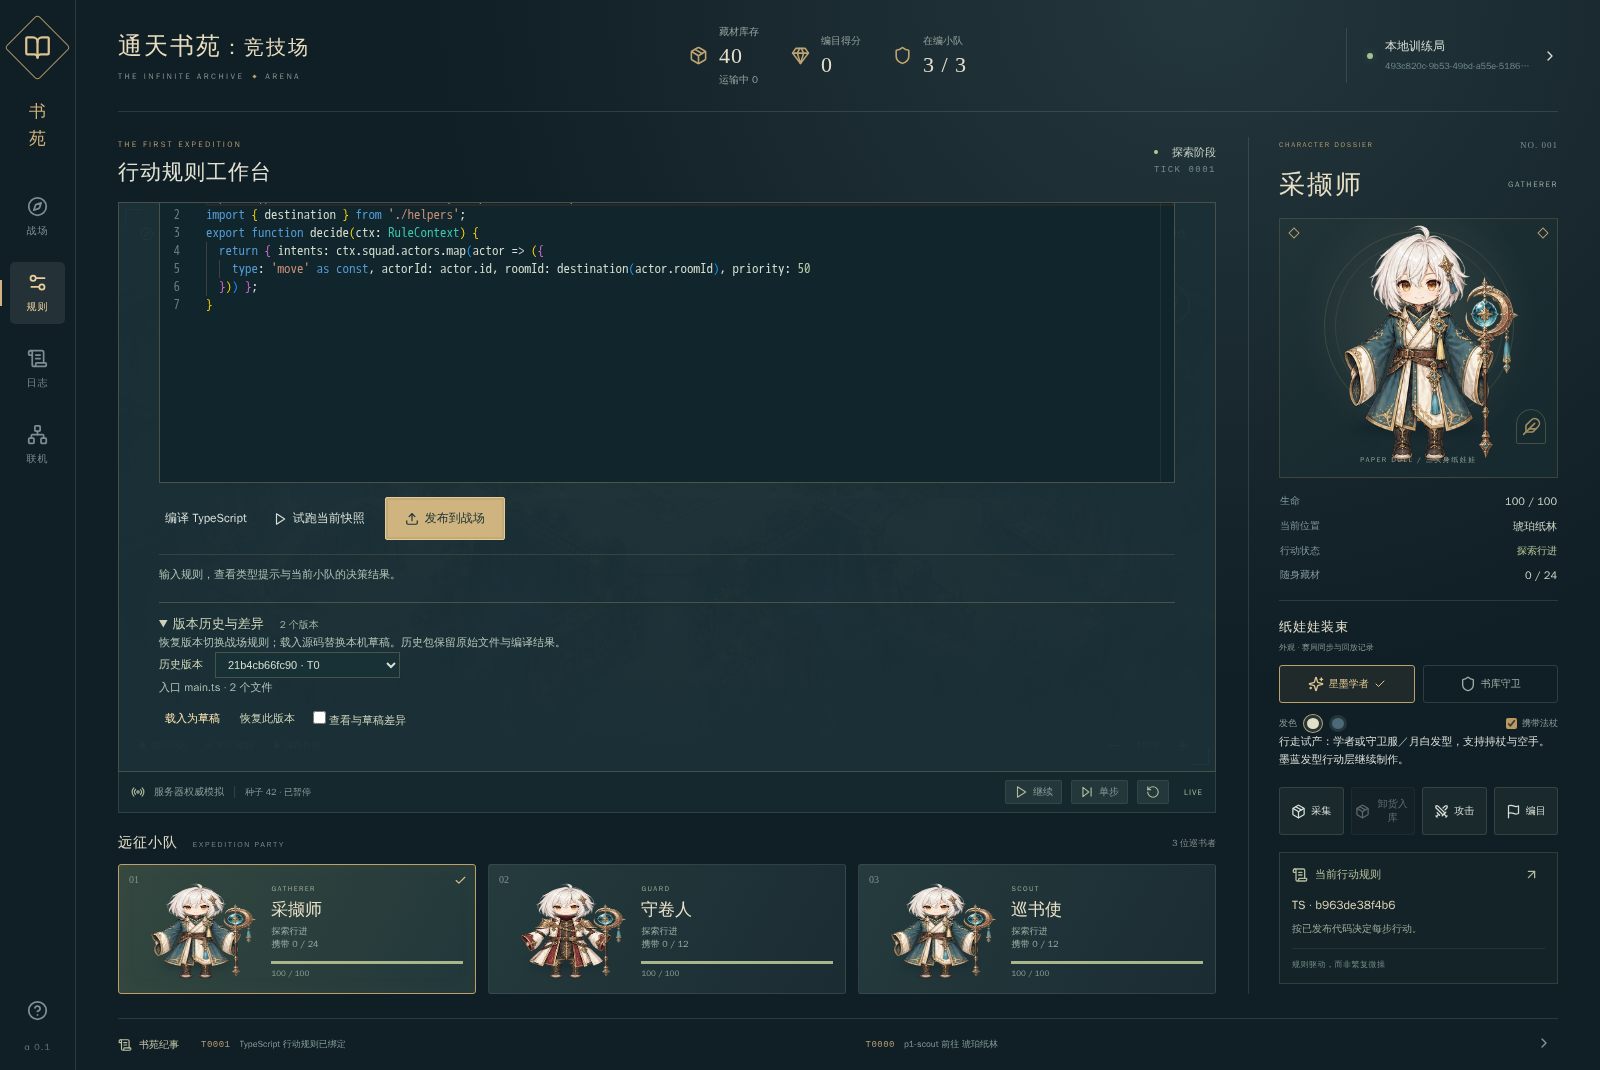 书
苑
战场
规则
日志
联机
α 0.1
通天书苑：竞技场
THE INFINITE ARCHIVE ✦ ARENA
藏材库存
40
运输中 0
编目得分
0
在编小队
3 / 3
本地训练局
493c820c-9b53-49bd-a55e-5186…
THE FIRST EXPEDITION
行动规则工作台
探索阶段
TICK 0001
2 import { destination } from './helpers';
3 export function decide(ctx: RuleContext) {
4 return { intents: ctx.squad.actors.map(actor => ({
5 type: 'move' as const, actorId: actor.id, roomId: destination(actor.roomId), priority: 50
6 })) };
7 }
编译 TypeScript
试跑当前快照
发布到战场
输入规则，查看类型提示与当前小队的决策结果。
▼ 版本历史与差异 2 个版本
恢复版本切换战场规则；载入源码替换本机草稿。历史包保留原始文件与编译结果。
历史版本 21b4cb66fc90 · T0
入口 main.ts · 2 个文件
载入为草稿 恢复此版本 查看与草稿差异
服务器权威模拟 种子 42 · 已暂停
继续
单步
LIVE
远征小队 EXPEDITION PARTY
3 位巡书者
01
GATHERER
采撷师
探索行进
携带 0 / 24
100 / 100
02
GUARD
守卷人
探索行进
携带 0 / 12
100 / 100
03
SCOUT
巡书使
探索行进
携带 0 / 12
100 / 100
CHARACTER DOSSIER
NO. 001
采撷师
GATHERER
PAPER
身纸娃娃
生命 100 / 100
当前位置 琥珀纸林
行动状态 探索行进
随身藏材 0 / 24
纸娃娃装束
外观 · 赛局同步与回放记录
星墨学者
书库守卫
发色
携带法杖
行走试产：学者或守卫服／月白发型，支持持杖与空手。
墨蓝发型行动层继续制作。
采集
卸货入
库
攻击
编目
当前行动规则
TS · b963de38f4b6
按已发布代码决定每步行动。
规则驱动，而非繁复微操
书苑纪事
T0001 TypeScript 行动规则已绑定
T0000 p1-scout 前往 琥珀纸林